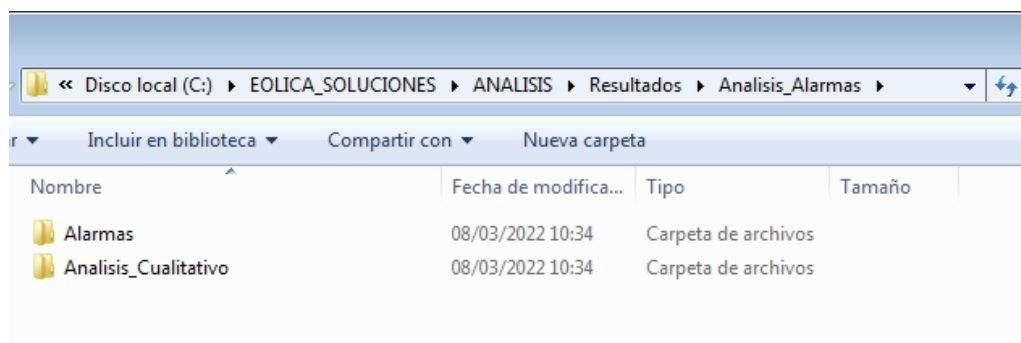 « Disco local (C:) ▸ EOLICA_SOLUCIONES ▸ ANALISIS ▸ Resultados ▸ Analisis_Alarmas ▸
r Incluir en biblioteca Compartir con Nueva carpeta
Nombre Fecha de modifica... Tipo Tamaño
Alarmas 08/03/2022 10:34 Carpeta de archivos
Analisis_Cualitativo 08/03/2022 10:34 Carpeta de archivos